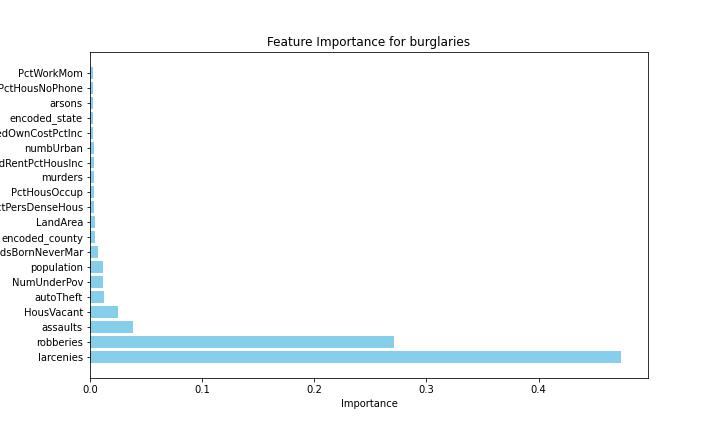 Feature Importance for burglaries
PctWorkMom
PctHousNoPhone
arsons
encoded_state
edOwnCostPctInc
numbUrban
dRentPctHousInc
murders
PctHousOccup
tPersDenseHous
LandArea
encoded_county
dsBornNeverMar
population
NumUnderPov
autoTheft
HousVacant
assaults
robberies
larcenies
0.0 0.1 0.2 0.3 0.4
Importance